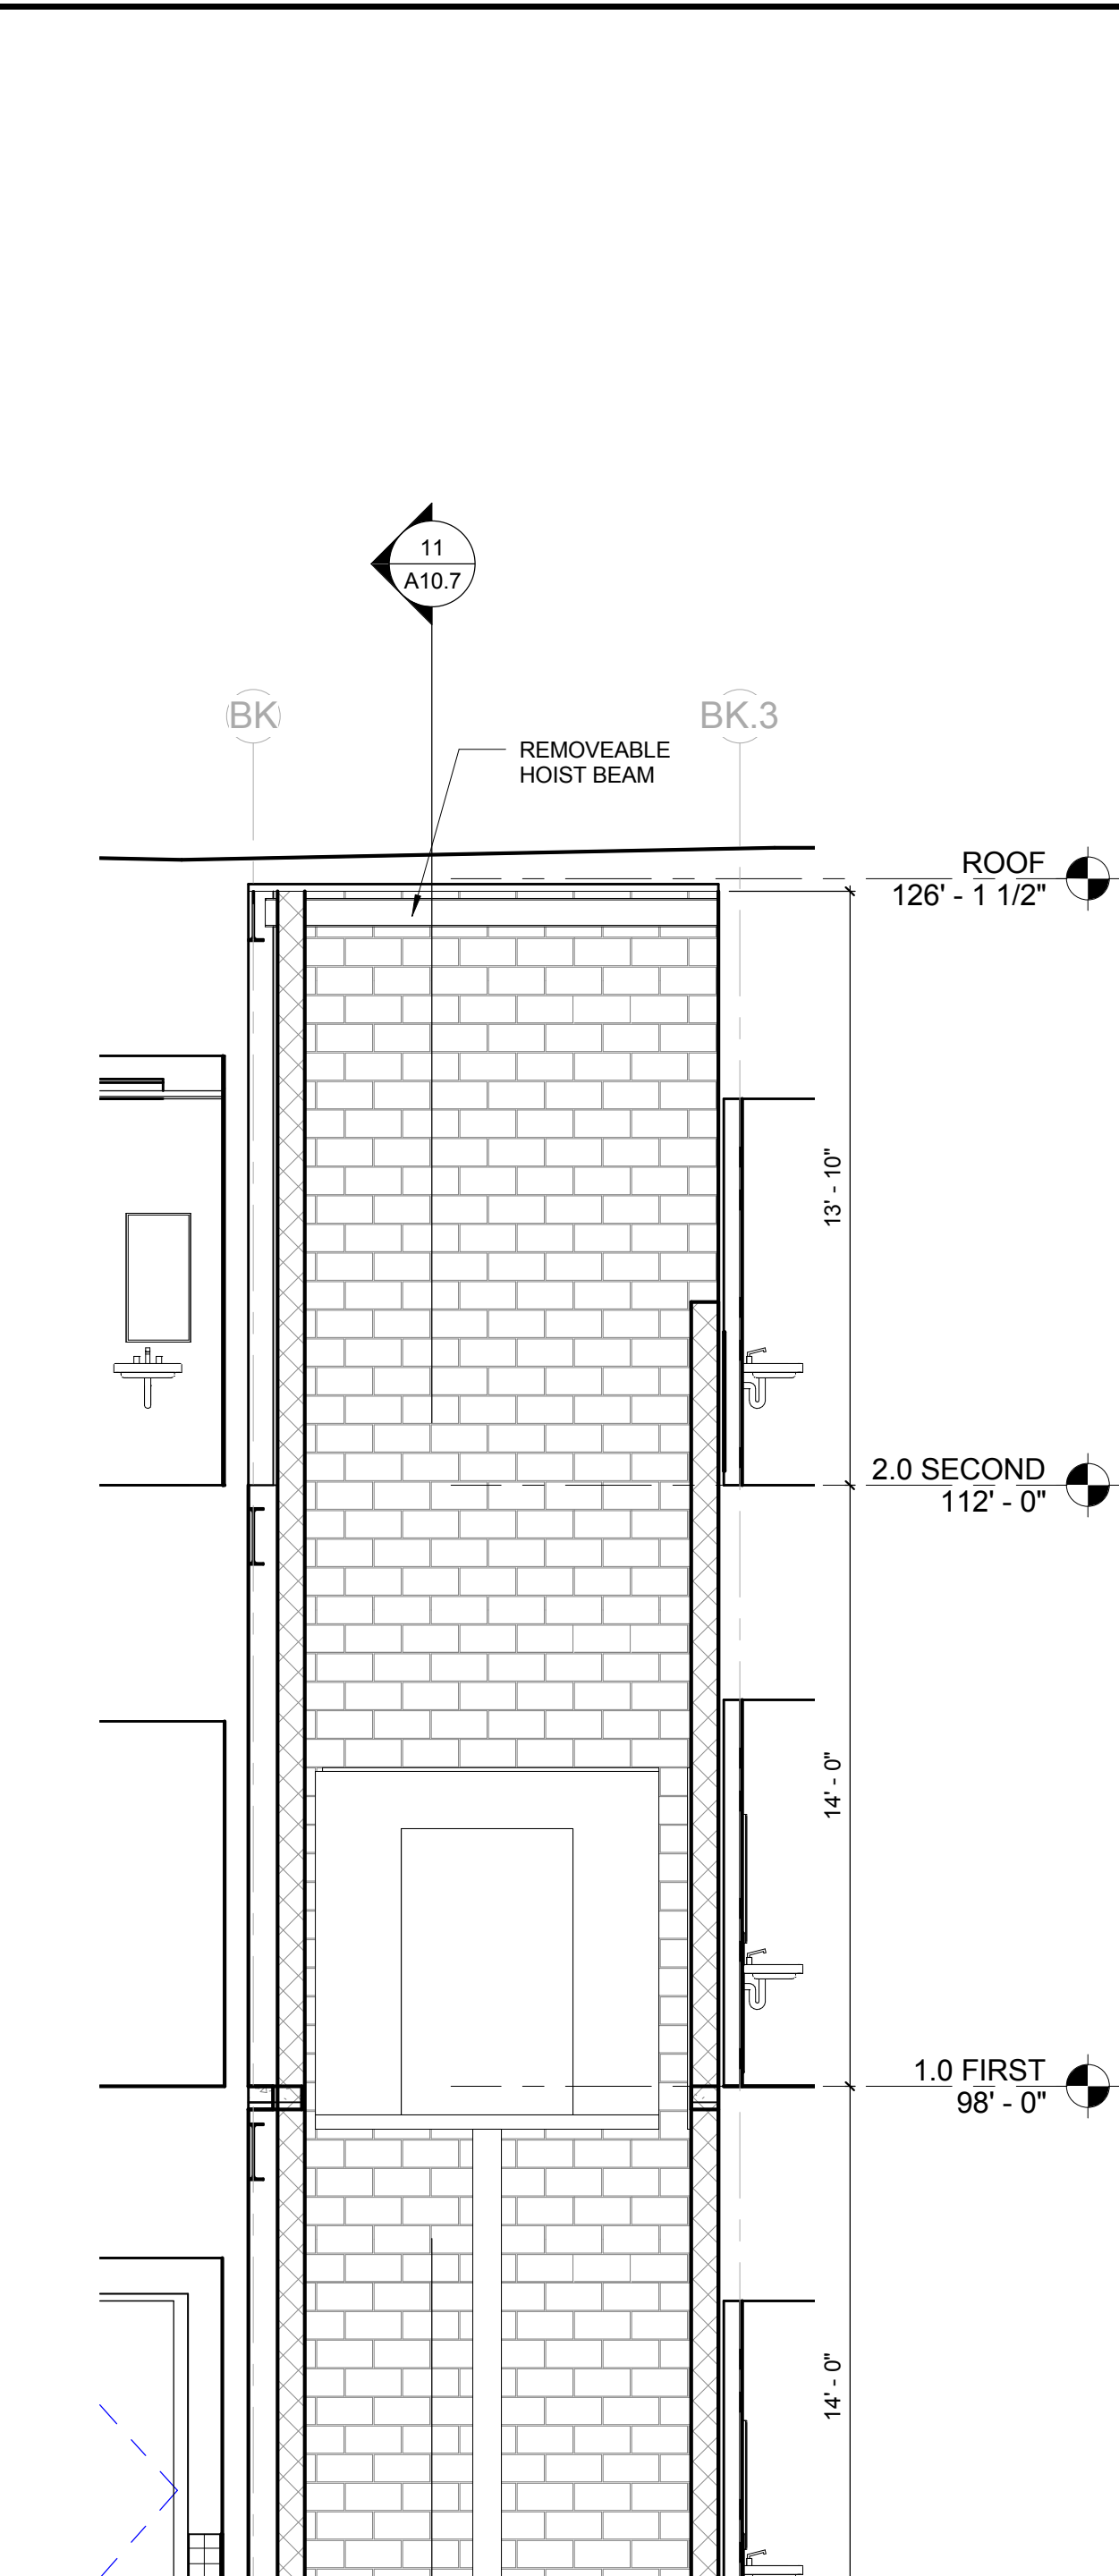 11
A10.7
BK
BK.3
REMOVEABLE
HOIST BEAM
ROOF
126' - 1 1/2"
13' - 10"
2.0 SECOND
112' - 0"
14' - 0"
1.0 FIRST
98' - 0"
14' - 0"